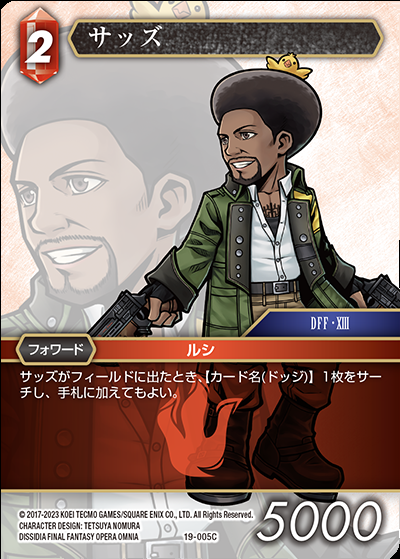 2
サッズ
DFF・XIII
フォワード
ルシ
サッズがフィールドに出たとき、【カード名(ドッジ)】1枚をサー
チし、手札に加えてもよい。
© 2017-2023 KOEI TECMO GAMES/SQUARE ENIX CO., LTD. All Rights Reserved.
CHARACTER DESIGN: TETSUYA NOMURA
DISSIDIA FINAL FANTASY OPERA OMNIA
19-005C
5000